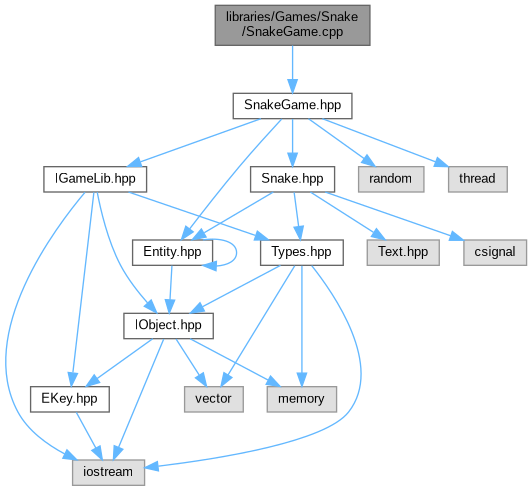 libraries/Games/Snake
/SnakeGame.cpp
SnakeGame.hpp
IGameLib.hpp
Snake.hpp
random
thread
Entity.hpp
Types.hpp
Text.hpp
csignal
IObject.hpp
EKey.hpp
vector
memory
iostream